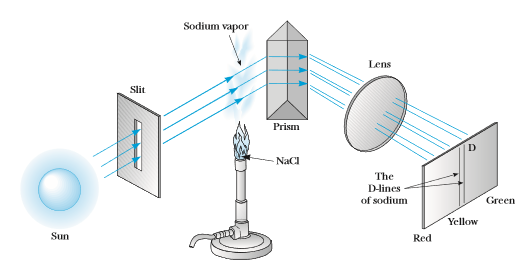 Sodium vapor
Prism
Lens
Slit
NaCl
Sun
D
The
D-lines
of sodium
Green
Yellow
Red